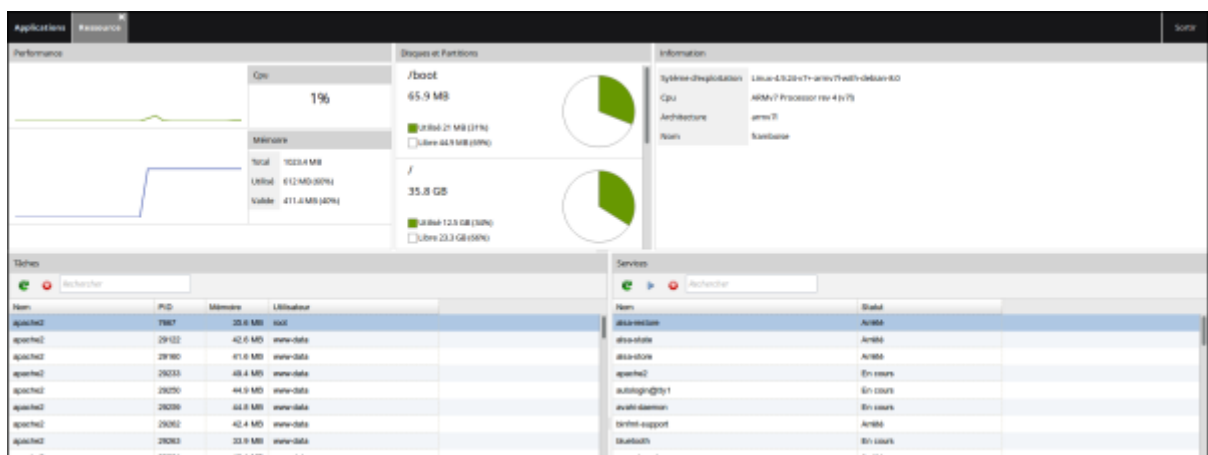 Applications Ressource Sortir
Performance
Cpu
1%
Mémoire
Total 1023.4 MB
Utilisé 612 MB (60%)
Valide 411.4 MB (40%)
Disques et Partitions
/boot
65.9 MB
Utilisé 21 MB (31%)
Libre 44.9 MB (69%)
/
35.8 GB
Utilisé 12.5 GB (34%)
Libre 23.3 GB (66%)
Information
Système d'exploitation
Cpu ARMv7 Processor rev 4 (v7l)
Architecture armv7l
Nom framboise
Tâches
Rechercher
Nom PID Mémoire Utilisateur
apache2 35.6 MB root
apache2 29122 42.6 MB www-data
apache2 29160 41.6 MB www-data
apache2 29233 48.4 MB www-data
apache2 29250 44.9 MB www-data
apache2 44.8 MB www-data
apache2 29262 42.4 MB www-data
apache2 29263 33.9 MB www-data
Services
Rechercher
Nom Statut
alsa-restore Arrêté
alsa-state Arrêté
alsa-store Arrêté
apache2 En cours
autologin@tty1 En cours
avahi-daemon En cours
binfmt-support Arrêté
bluetooth En cours